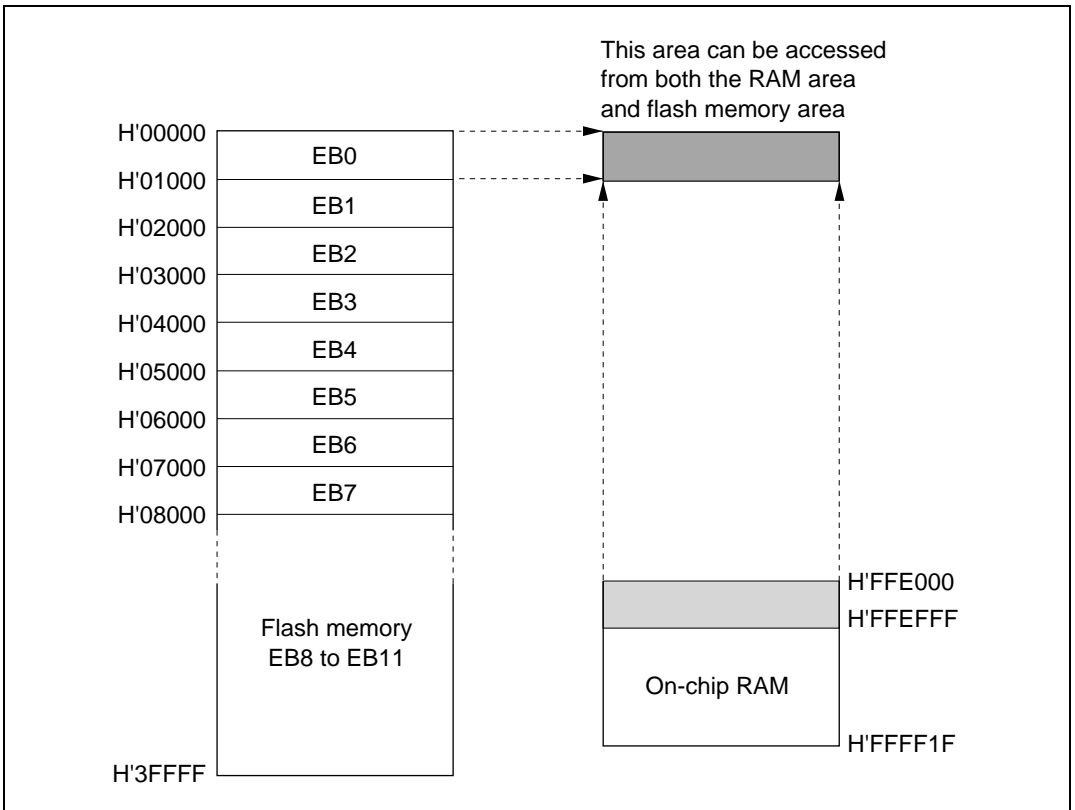 This area can be accessed
from both the RAM area
and flash memory area
H'00000
EB0
H'01000
EB1
H'02000
EB2
H'03000
EB3
H'04000
EB4
H'05000
EB5
H'06000
EB6
H'07000
EB7
H'08000
Flash memory
EB8 to EB11
H'3FFFF
H'FFE000
H'FFEFFF
On-chip RAM
H'FFFF1F